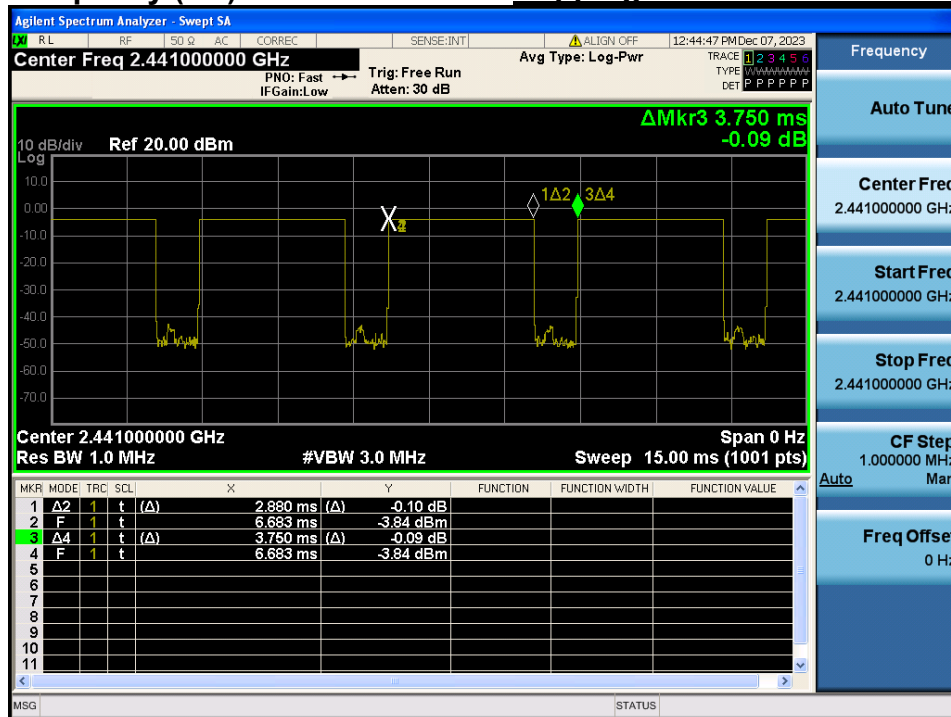 Agilent Spectrum Analyzer - Swept SA
LXI RL RF 50 Ω AC CORREC SENSE:INT ALIGN OFF 12:44:47 PM Dec 07, 2023
Center Freq 2.441000000 GHz
PNO: Fast
IFGain:Low
Trig: Free Run
Atten: 30 dB
Avg Type: Log-Pwr
TRACE 1 2 3 4 5 6
TYPE WWWWWW
DET P P P P P P
ΔMkr3 3.750 ms
-0.09 dB
10 dB/div Ref 20.00 dBm
Log
10.0
0.00
-10.0
-20.0
-30.0
-40.0
-50.0
-60.0
-70.0
1Δ2 3Δ4
X
Center 2.441000000 GHz Span 0 Hz
Res BW 1.0 MHz #VBW 3.0 MHz Sweep 15.00 ms (1001 pts)
MKR MODE TRC SCL X Y FUNCTION FUNCTION WIDTH FUNCTION VALUE
1 Δ2 1 t (Δ) 2.880 ms (Δ) -0.10 dB
2 F 1 t 6.683 ms -3.84 dBm
3 Δ4 1 t (Δ) 3.750 ms (Δ) -0.09 dB
4 F 1 t 6.683 ms -3.84 dBm
5
6
7
8
9
10
11
MSG STATUS
Frequency
Auto Tune
Center Freq
2.441000000 GHz
Start Freq
2.441000000 GHz
Stop Freq
2.441000000 GHz
CF Step
1.000000 MHz
Auto Man
Freq Offset
0 Hz